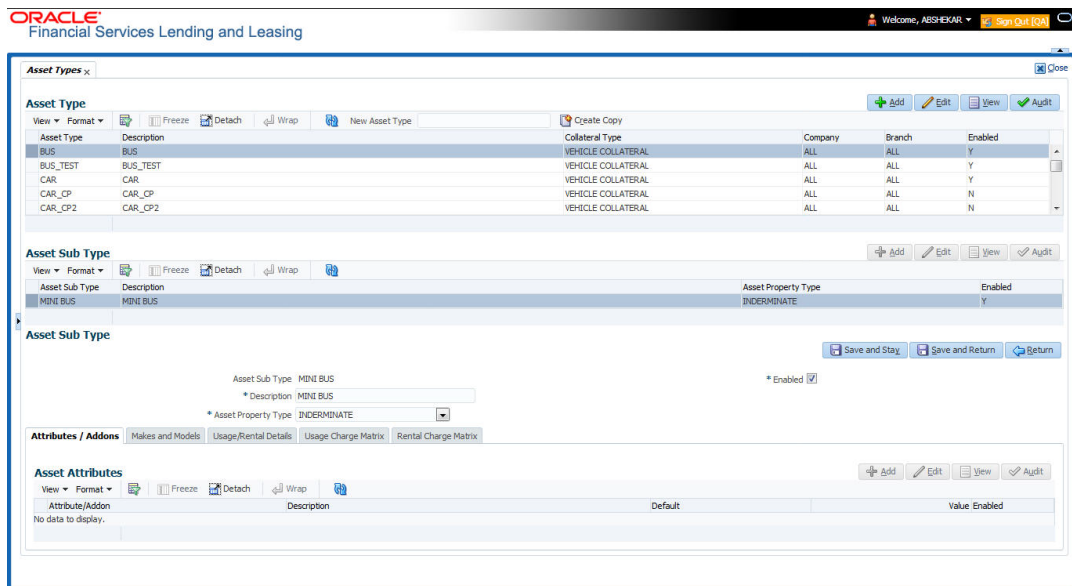 ORACLE®
Financial Services Lending and Leasing
Welcome, ABSHEKAR
Sign Out [QA]
Asset Types x
Close
Asset Type
Add Edit View Audit
View Format Freeze Detach Wrap New Asset Type Create Copy
Asset Type Description Collateral Type Company Branch Enabled
BUS BUS VEHICLE COLLATERAL ALL ALL Y
BUS_TEST BUS_TEST VEHICLE COLLATERAL ALL ALL Y
CAR CAR VEHICLE COLLATERAL ALL ALL Y
CAR_CP CAR_CP VEHICLE COLLATERAL ALL ALL N
CAR_CP2 CAR_CP2 VEHICLE COLLATERAL ALL ALL N
Asset Sub Type
Add Edit View Audit
View Format Freeze Detach Wrap
Asset Sub Type Description Asset Property Type Enabled
MINI BUS MINI BUS INDERMINATE Y
Asset Sub Type
Save and Stay Save and Return Return
Asset Sub Type MINI BUS
* Enabled
* Description MINI BUS
* Asset Property Type INDERMINATE
Attributes / Addons Makes and Models Usage/Rental Details Usage Charge Matrix Rental Charge Matrix
Asset Attributes
Add Edit View Audit
View Format Freeze Detach Wrap
Attribute/Addon Description Default Value Enabled
No data to display.